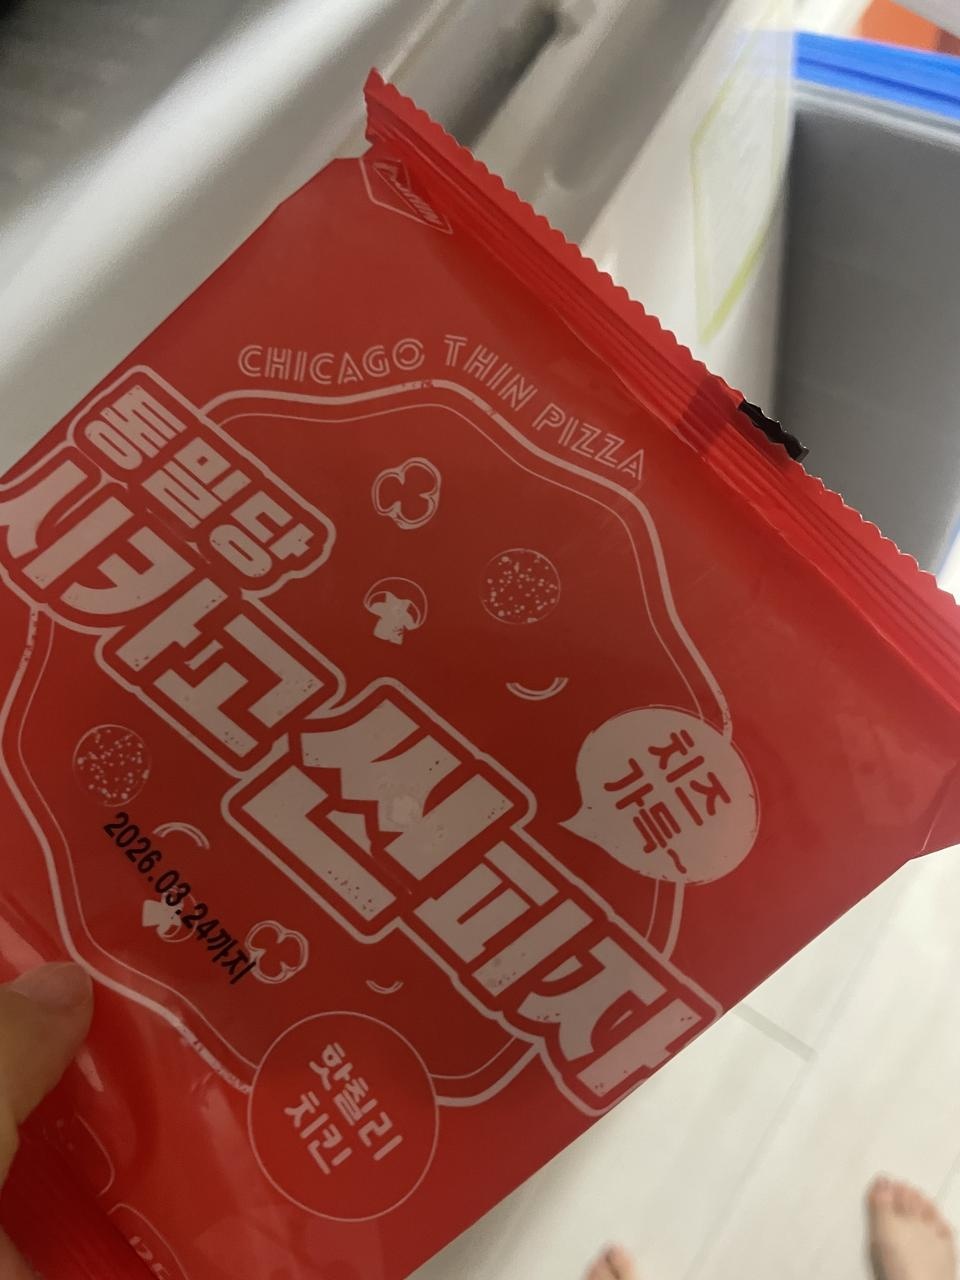 CHICAGO THIN PIZZA
통밀당
시카고
씬피자
치즈
가득~
2026.03.24까지
핫칠리
치킨